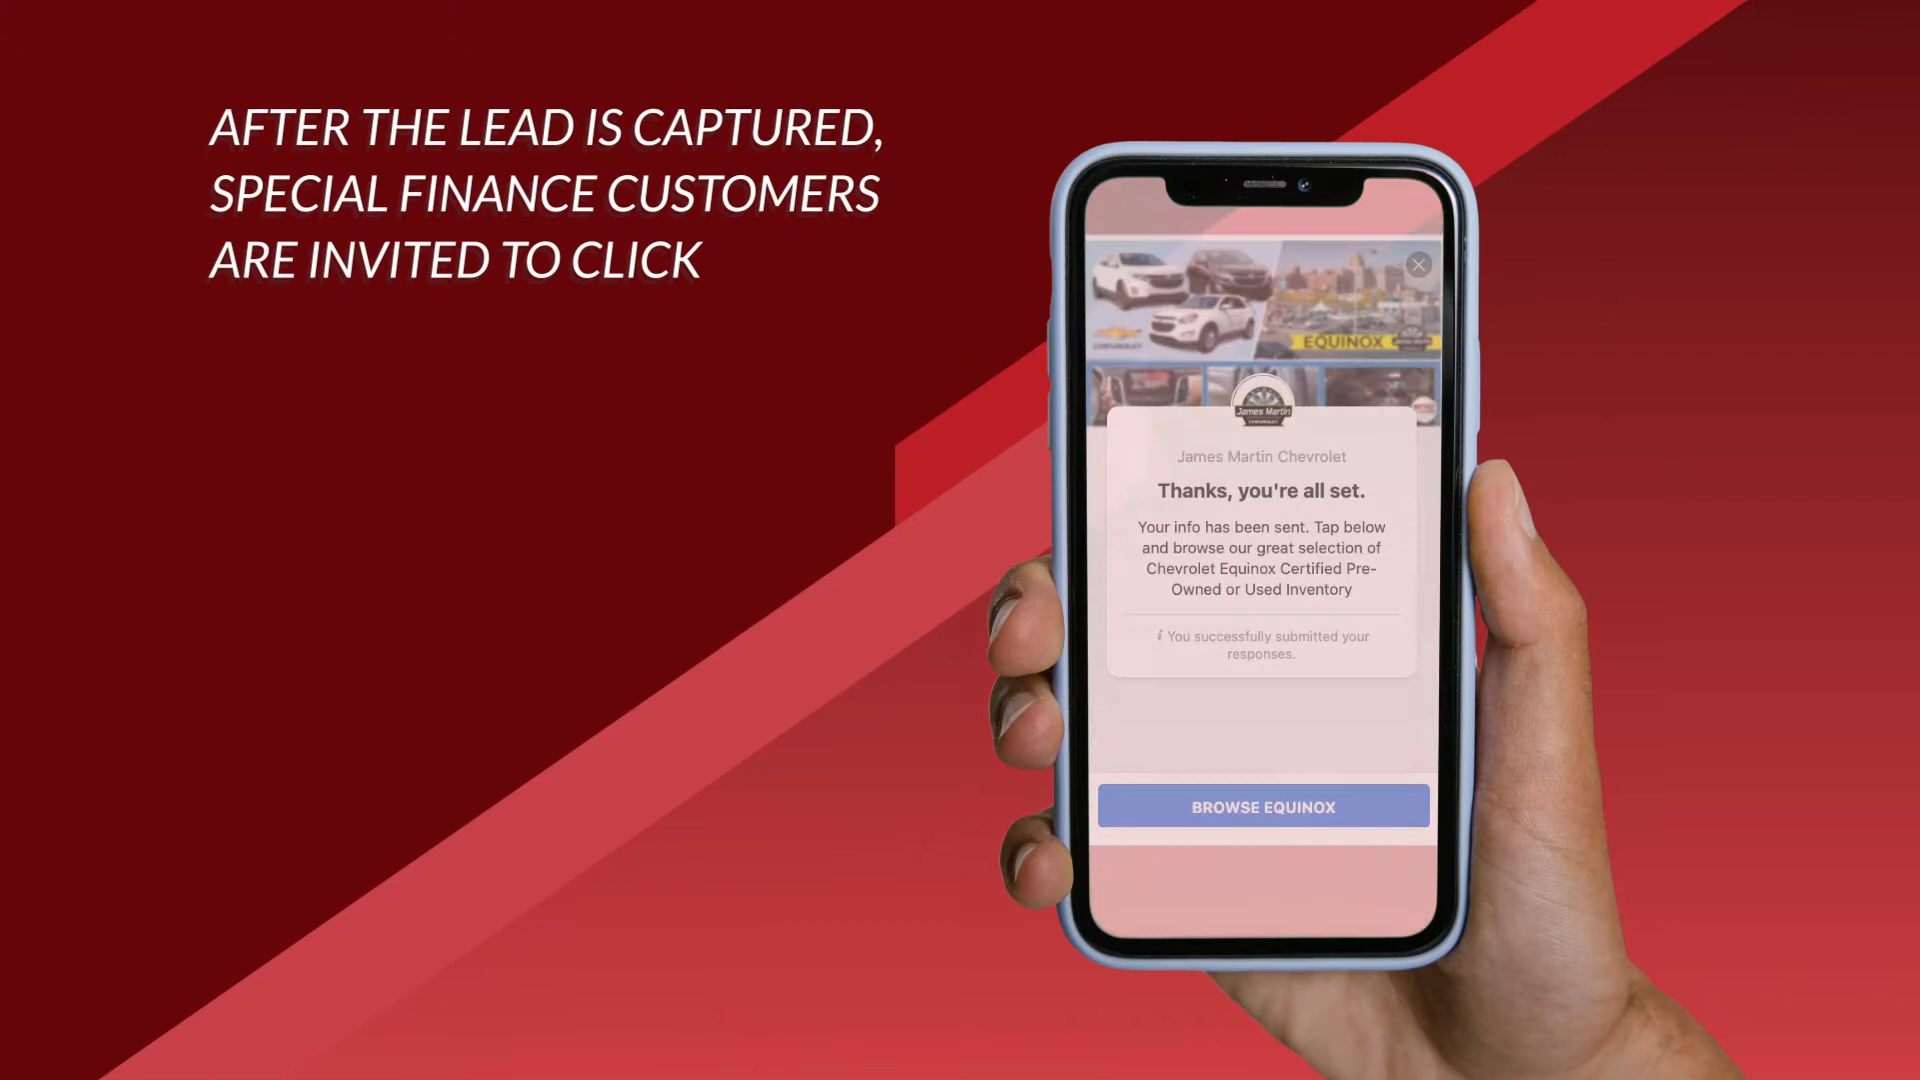 AFTER THE LEAD IS CAPTURED,
SPECIAL FINANCE CUSTOMERS
ARE INVITED TO CLICK
CHEVROLET
EQUINOX
James Martin
CHEVROLET
James Martin Chevrolet
Thanks, you're all set.
Your info has been sent. Tap below
and browse our great selection of
Chevrolet Equinox Certified Pre-
Owned or Used Inventory
i You successfully submitted your
responses.
BROWSE EQUINOX